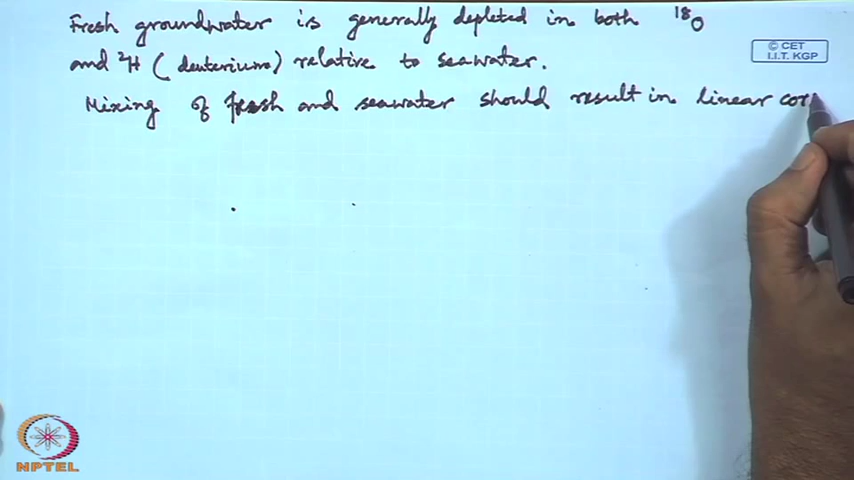 Fresh groundwater is generally depleted in both ¹⁸O
and ²H (deuterium) relative to seawater.
© CET
I.I.T. KGP
Mixing of fresh and seawater should result in linear cor
NPTEL